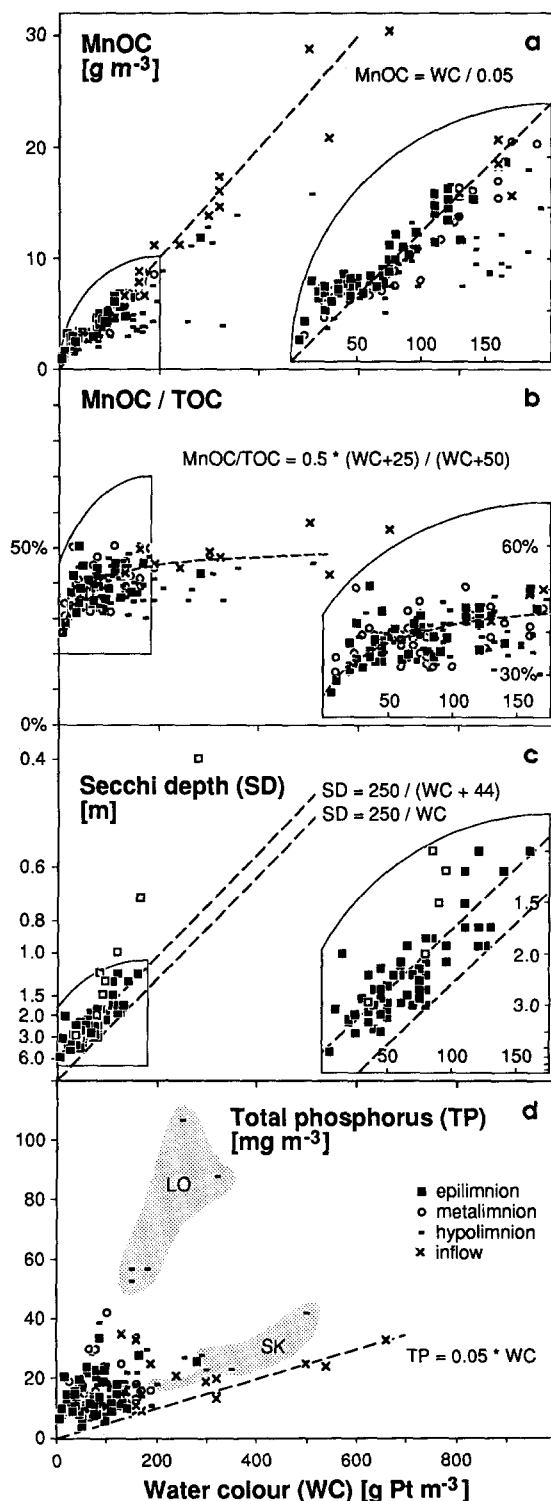 MnOC
[g m-3]
a
MnOC = WC / 0.05
30
20
10
0
50 100 150
MnOC / TOC
b
MnOC/TOC = 0.5 * (WC+25) / (WC+50)
50%
0%
60%
30%
50 100 150
Secchi depth (SD)
[m]
c
SD = 250 / (WC + 44)
SD = 250 / WC
0.4
0.6
0.8
1.0
1.5
2.0
3.0
6.0
1.5
2.0
3.0
50 100 150
Total phosphorus (TP)
[mg m-3]
d
100
80
60
40
20
0
LO
SK
epilimnion
metalimnion
hypolimnion
inflow
TP = 0.05 * WC
0 200 400 600 800
Water colour (WC) [g Pt m-3]